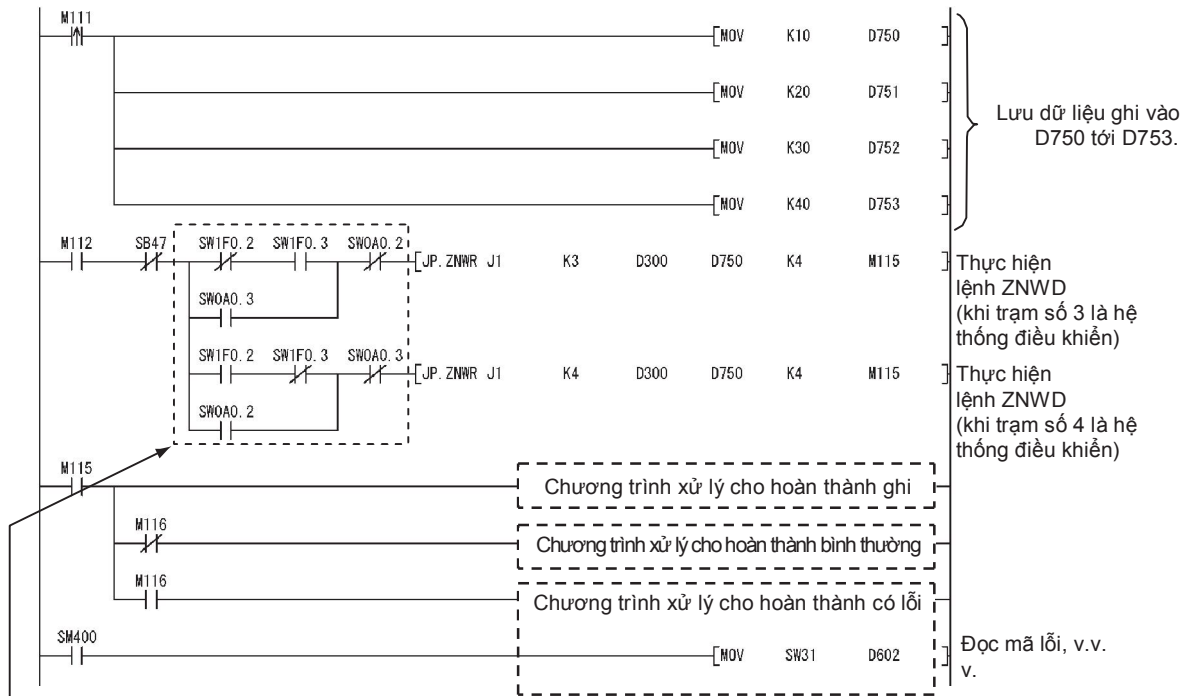 M111
MOV K10 D750
MOV K20 D751
MOV K30 D752
MOV K40 D753
Lưu dữ liệu ghi vào
D750 tới D753.
M112 SB47 SW1F0.2 SW1F0.3 SW0A0.2 JP.ZNWR J1 K3 D300 D750 K4 M115
SW0A0.3
Thực hiện
lệnh ZNWD
(khi trạm số 3 là hệ
thống điều khiển)
SW1F0.2 SW1F0.3 SW0A0.3 JP.ZNWR J1 K4 D300 D750 K4 M115
SW0A0.2
Thực hiện
lệnh ZNWD
(khi trạm số 4 là hệ
thống điều khiển)
M115
Chương trình xử lý cho hoàn thành ghi
M116
Chương trình xử lý cho hoàn thành bình thường
M116
Chương trình xử lý cho hoàn thành có lỗi
SM400
MOV SW31 D602
Đọc mã lỗi, v.v.
v.